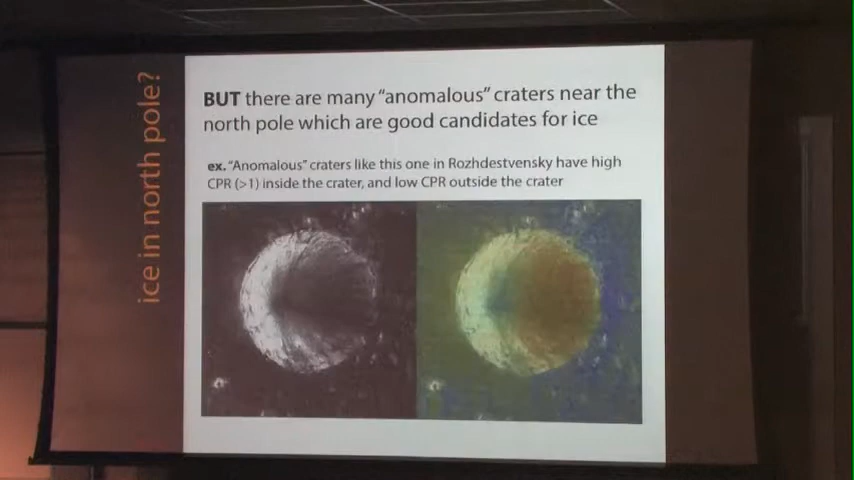 ice in north pole?
BUT there are many "anomalous" craters near the
north pole which are good candidates for ice
ex. "Anomalous" craters like this one in Rozhdestvensky have high
CPR (>1) inside the crater, and low CPR outside the crater